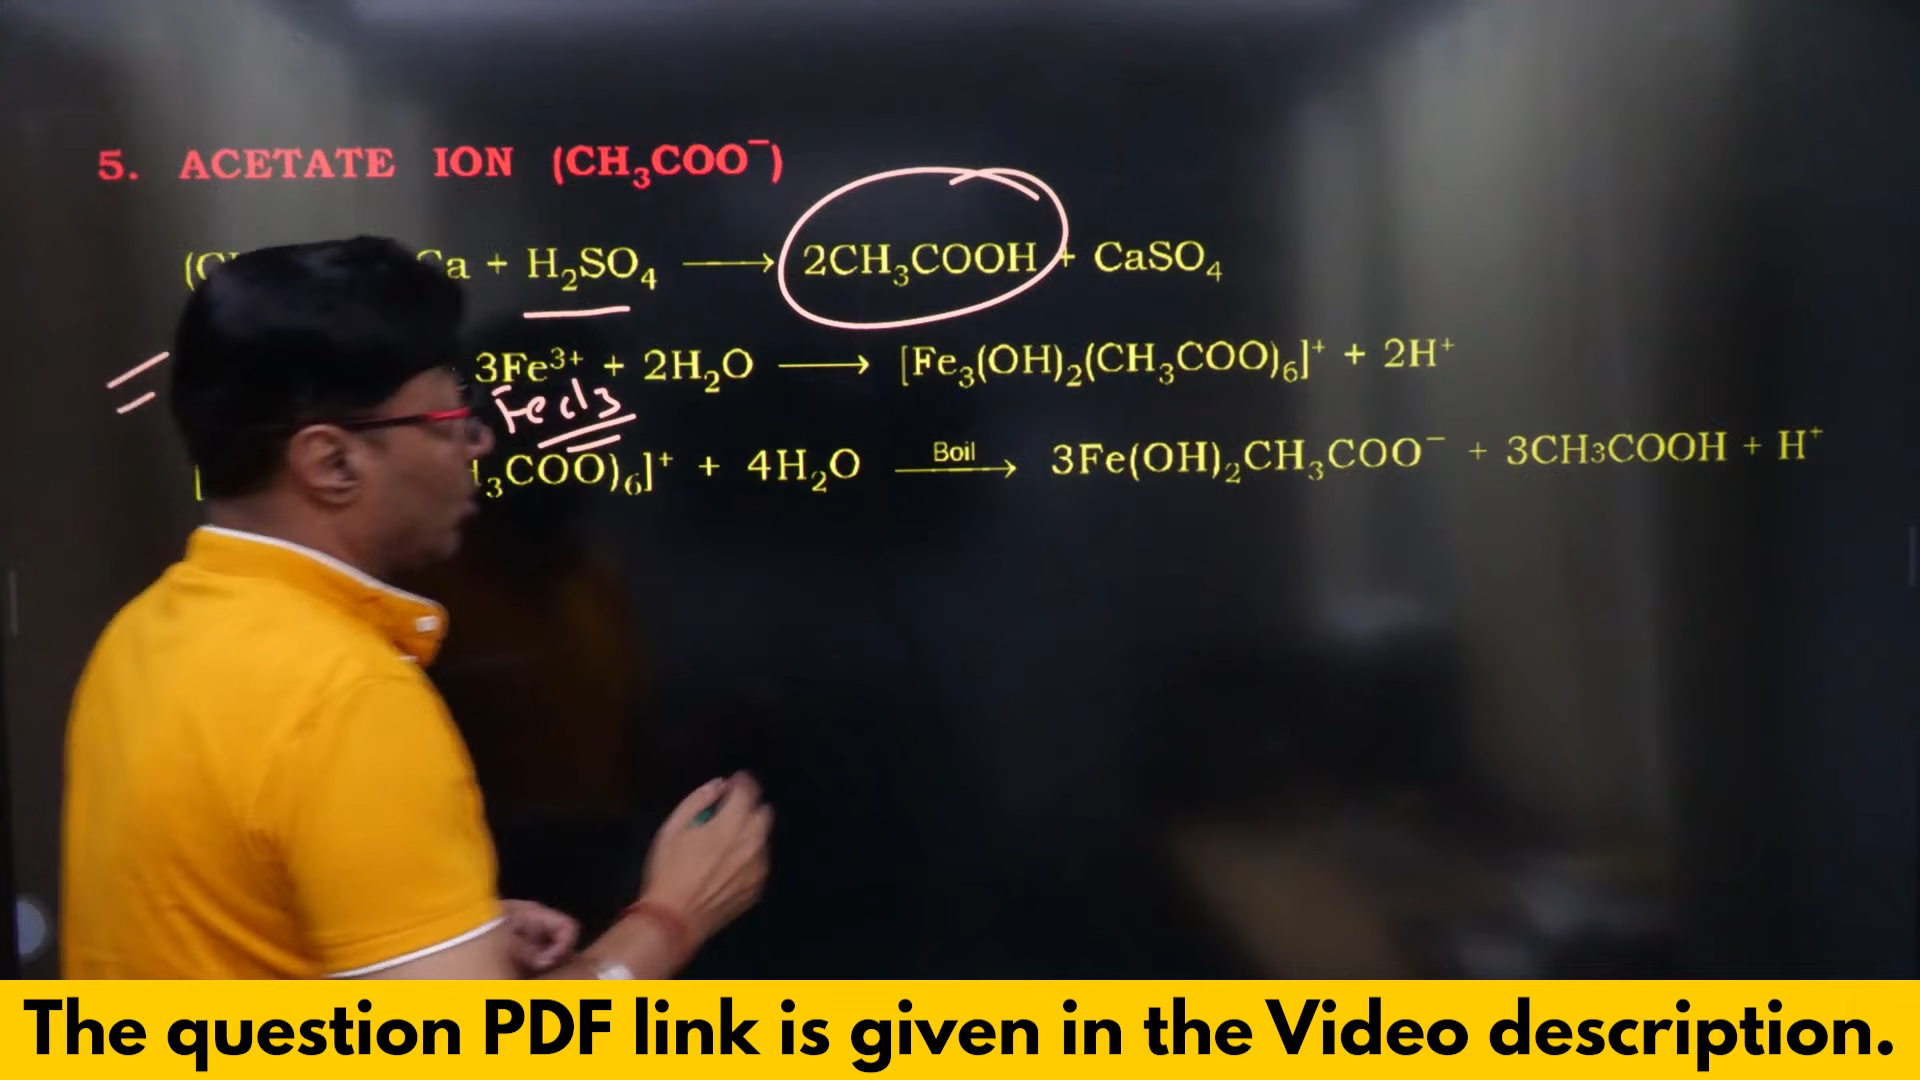 5. ACETATE ION (CH₃COO⁻)
Ca + H₂SO₄ ⟶ 2CH₃COOH + CaSO₄
3Fe³⁺ + 2H₂O ⟶ [Fe₃(OH)₂(CH₃COO)₆]⁺ + 2H⁺
Fecl3
₃COO)₆]⁺ + 4H₂O Boil ⟶ 3Fe(OH)₂CH₃COO⁻ + 3CH3COOH + H⁺
The question PDF link is given in the Video description.